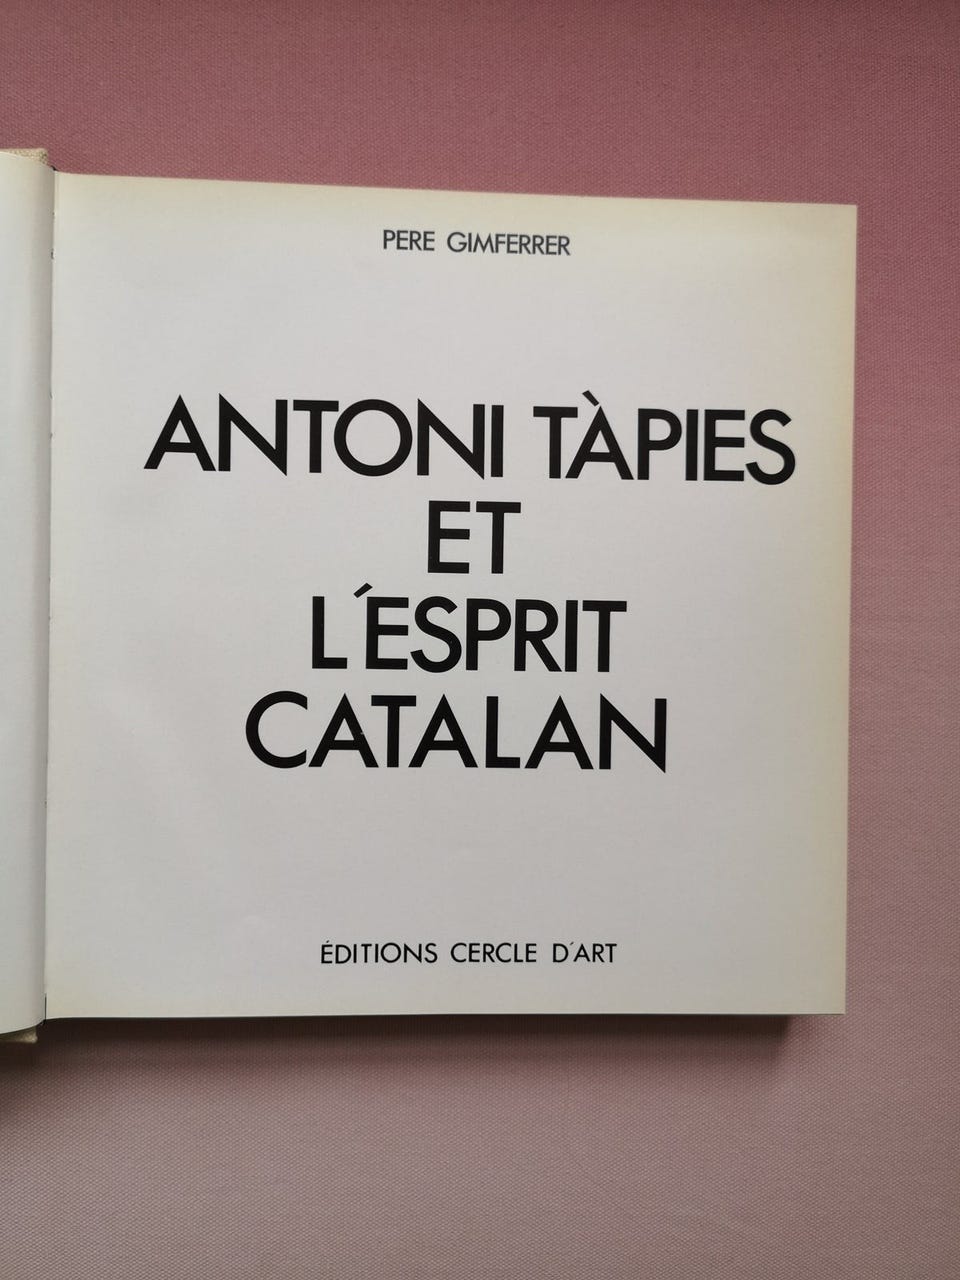 PERE GIMFERRER
ANTONI TÀPIES
ET
L´ESPRIT
CATALAN
ÉDITIONS CERCLE D´ART